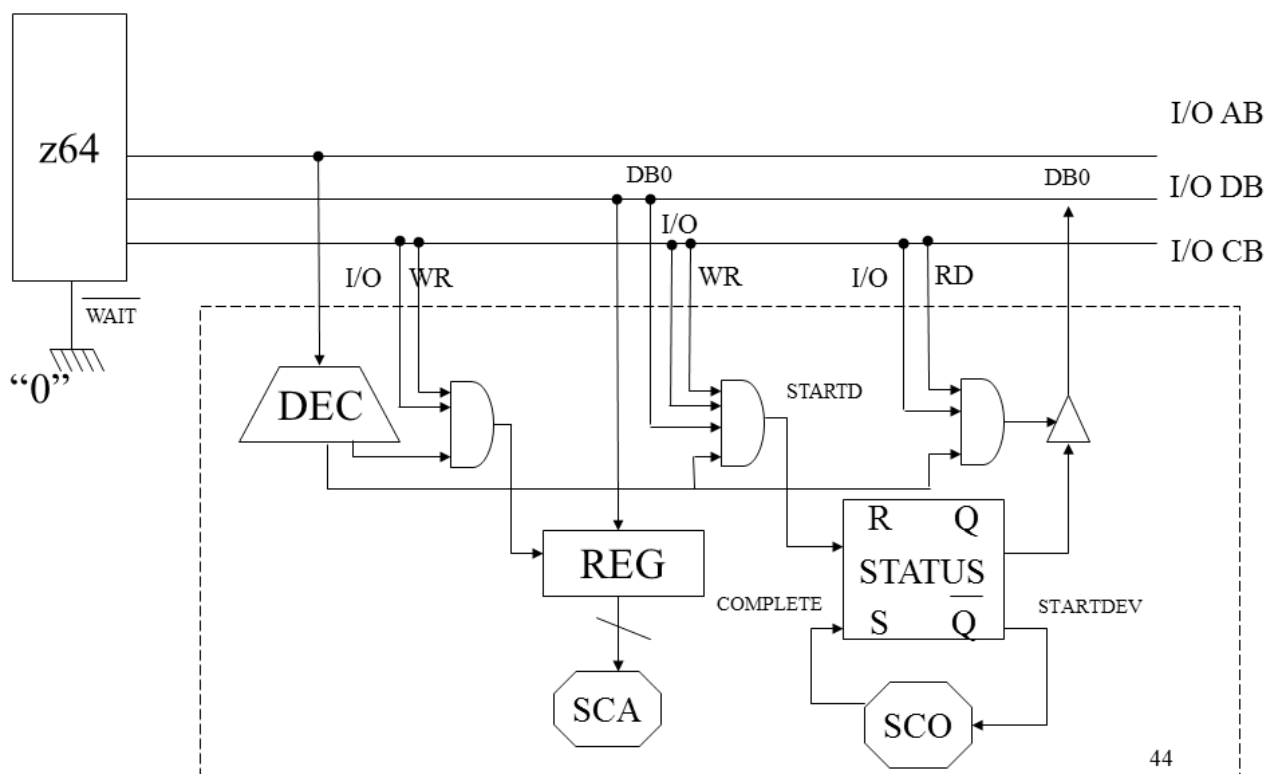 I/O AB
z64
DB0
DB0
I/O DB
I/O
I/O CB
I/O
WR
WR
I/O
RD
WAIT
“0”
DEC
STARTD
R
Q
REG
STATUS
COMPLETE
STARTDEV
S
Q
SCA
SCO
44